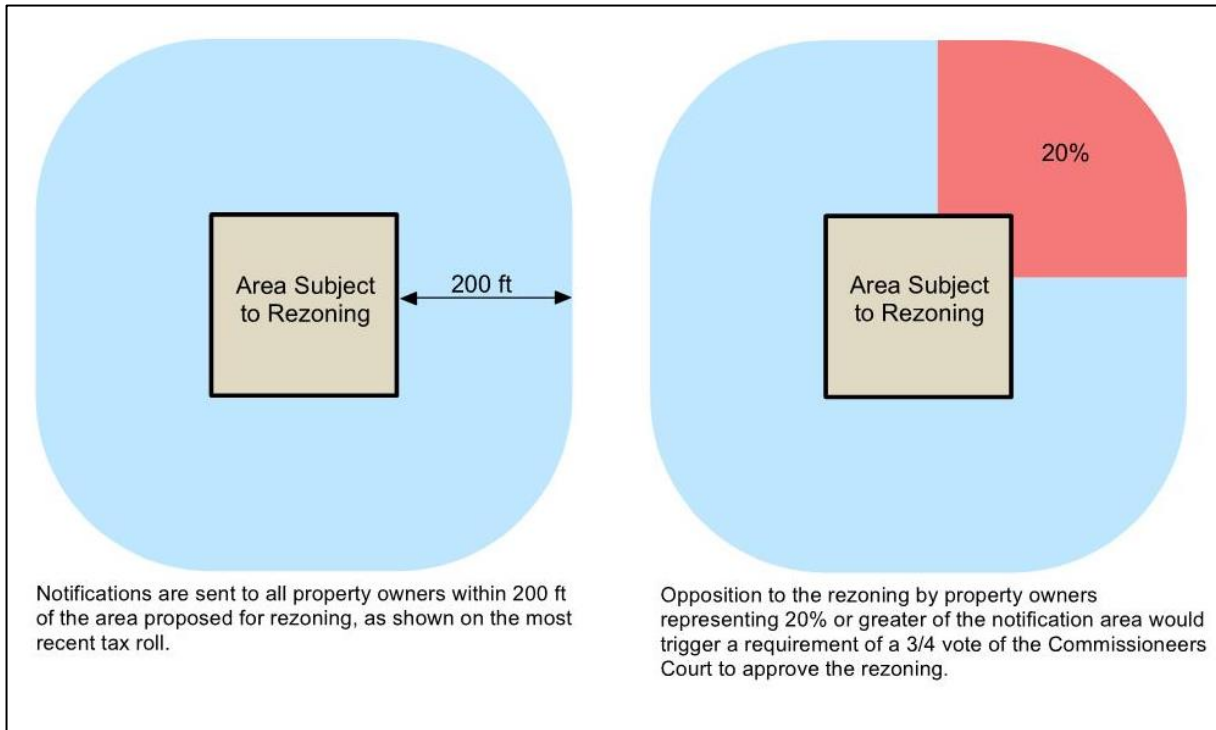 Area Subject
to Rezoning
200 ft
20%
Area Subject
to Rezoning
Notifications are sent to all property owners within 200 ft
of the area proposed for rezoning, as shown on the most
recent tax roll.
Opposition to the rezoning by property owners
representing 20% or greater of the notification area would
trigger a requirement of a 3/4 vote of the Commissioneers
Court to approve the rezoning.